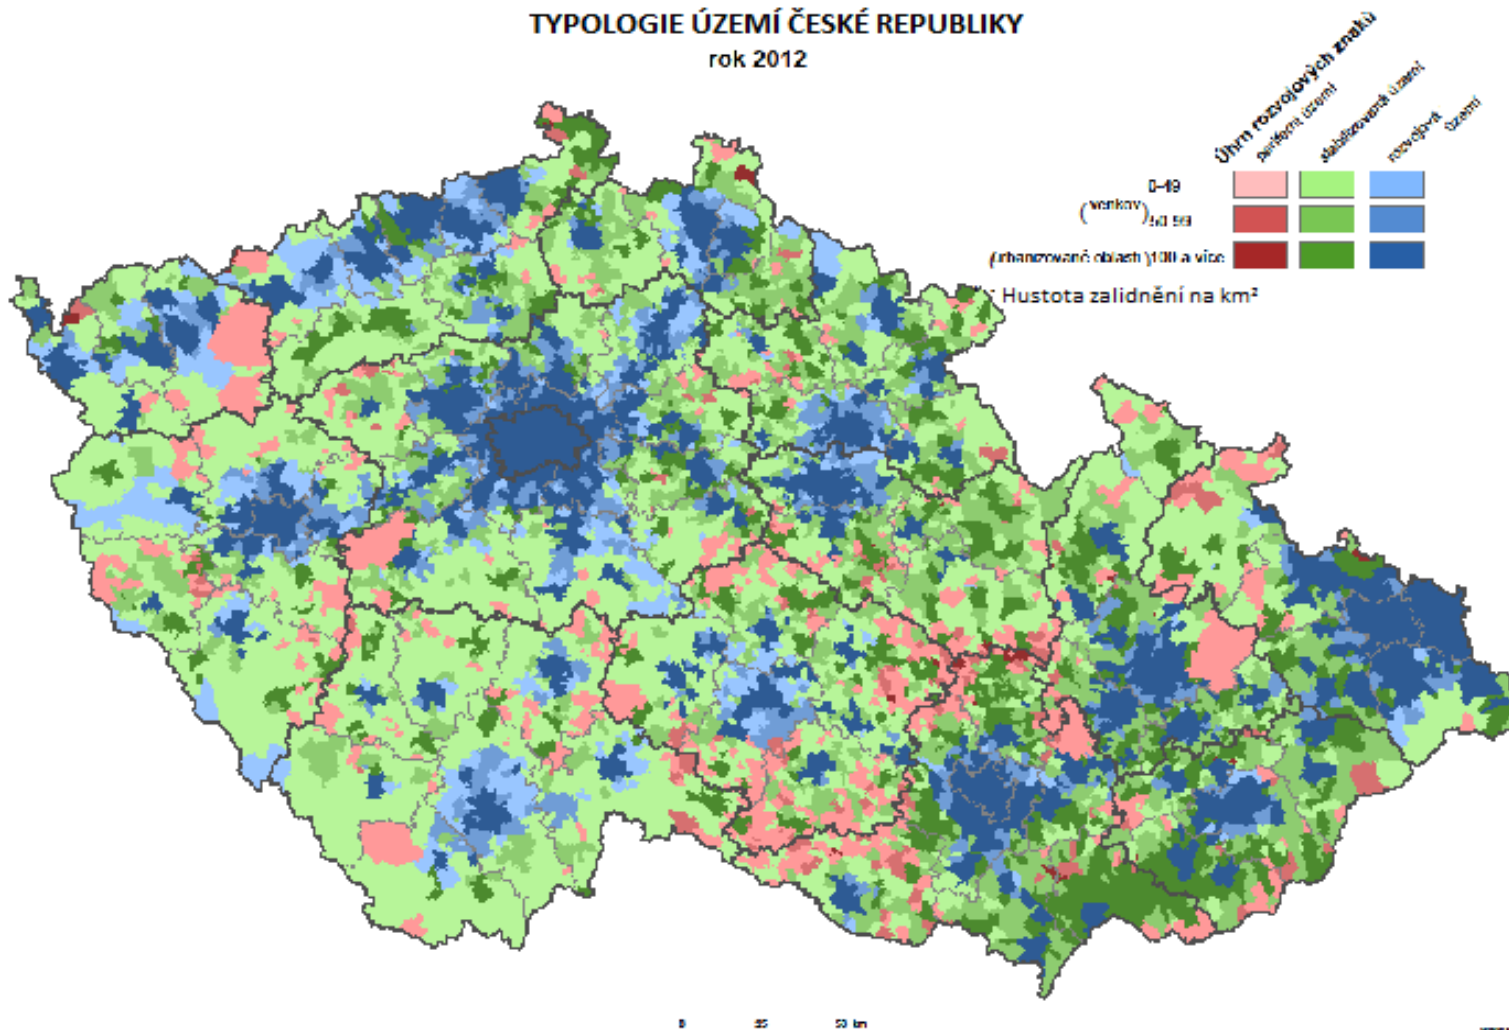 TYPOLOGIE ÚZEMÍ ČESKÉ REPUBLIKY
rok 2012
Úhrn rozvojových znaků
periferní území
stabilizovaná území
rozvojová
území
0-49
(venkov)
50-99
(urbanizované oblasti) 100 a více
Hustota zalidnění na km²
0 25 50 km